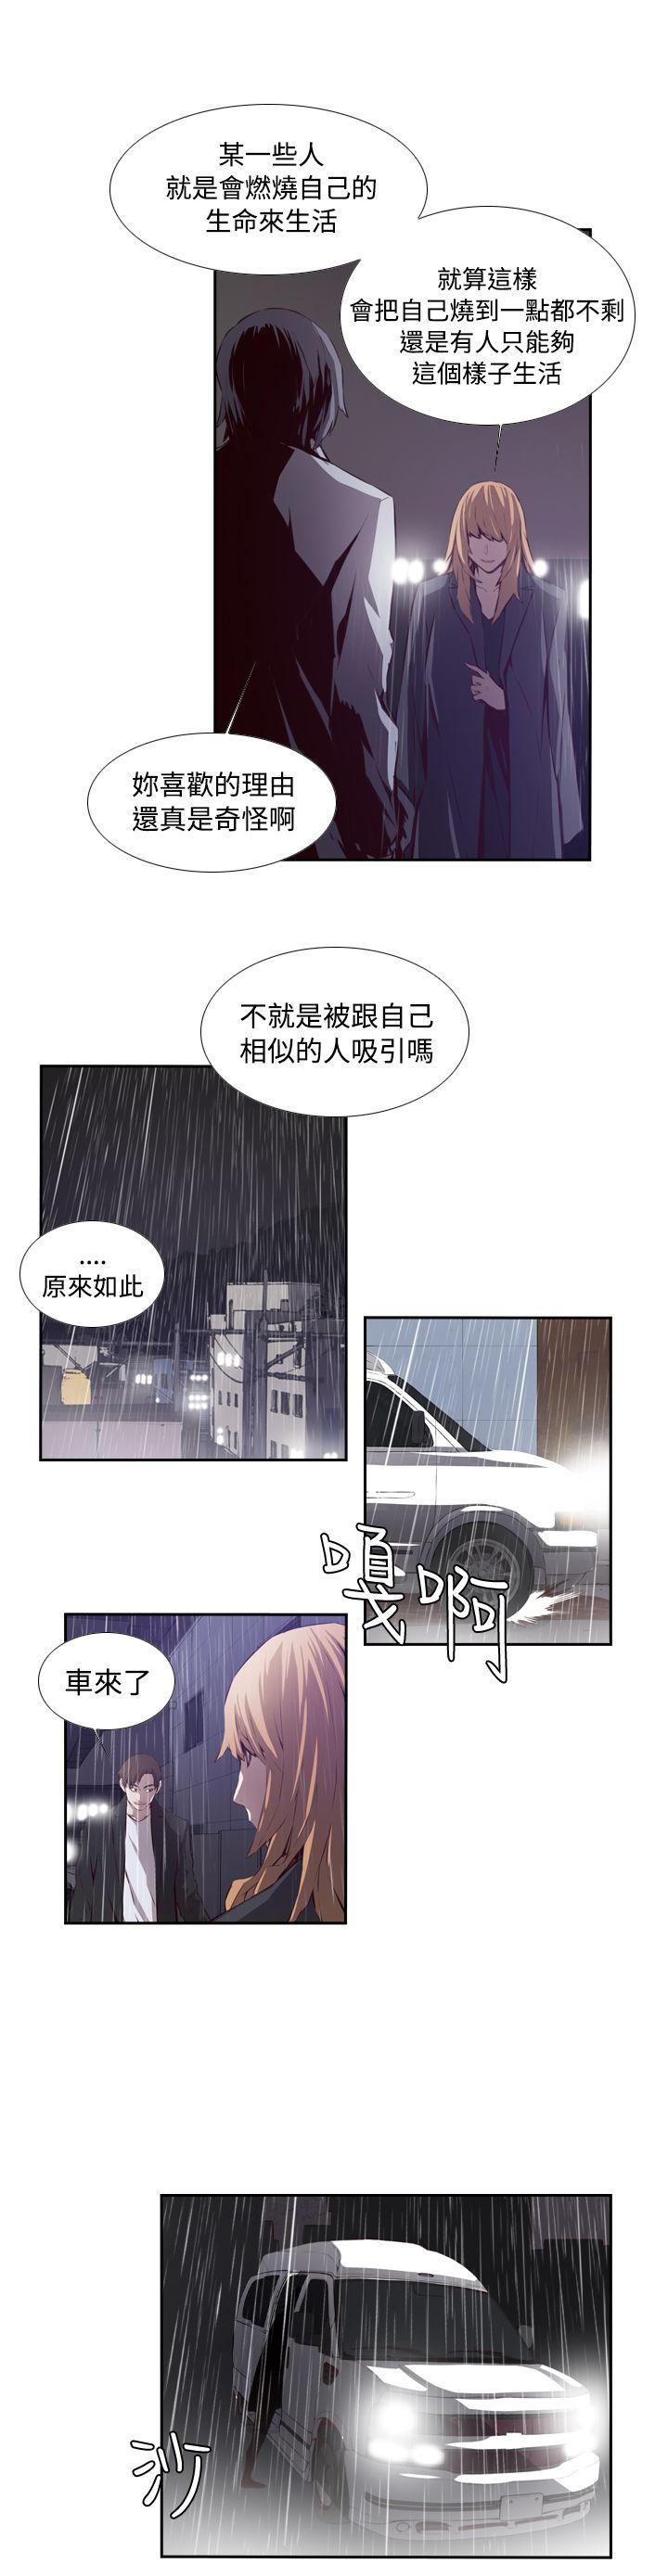 某一些人
就是會燃燒自己的
生命來生活
就算這樣
會把自己燒到一點都不剩
還是有人只能夠
這個樣子生活
妳喜歡的理由
還真是奇怪啊
不就是被跟自己
相似的人吸引嗎
....
原來如此
嘎啊
車來了
沙